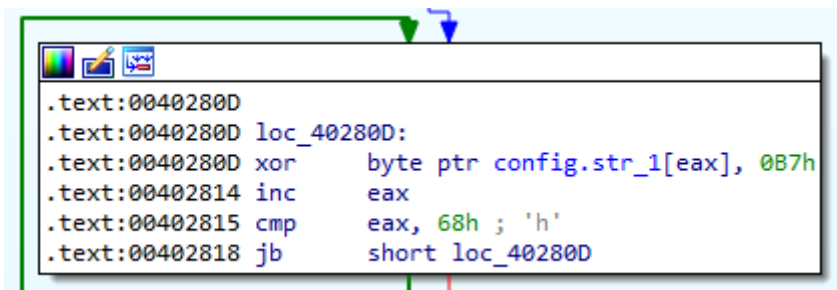 .text:0040280D
.text:0040280D loc_40280D:
.text:0040280D xor     byte ptr config.str_1[eax], 0B7h
.text:00402814 inc     eax
.text:00402815 cmp     eax, 68h ; 'h'
.text:00402818 jb      short loc_40280D